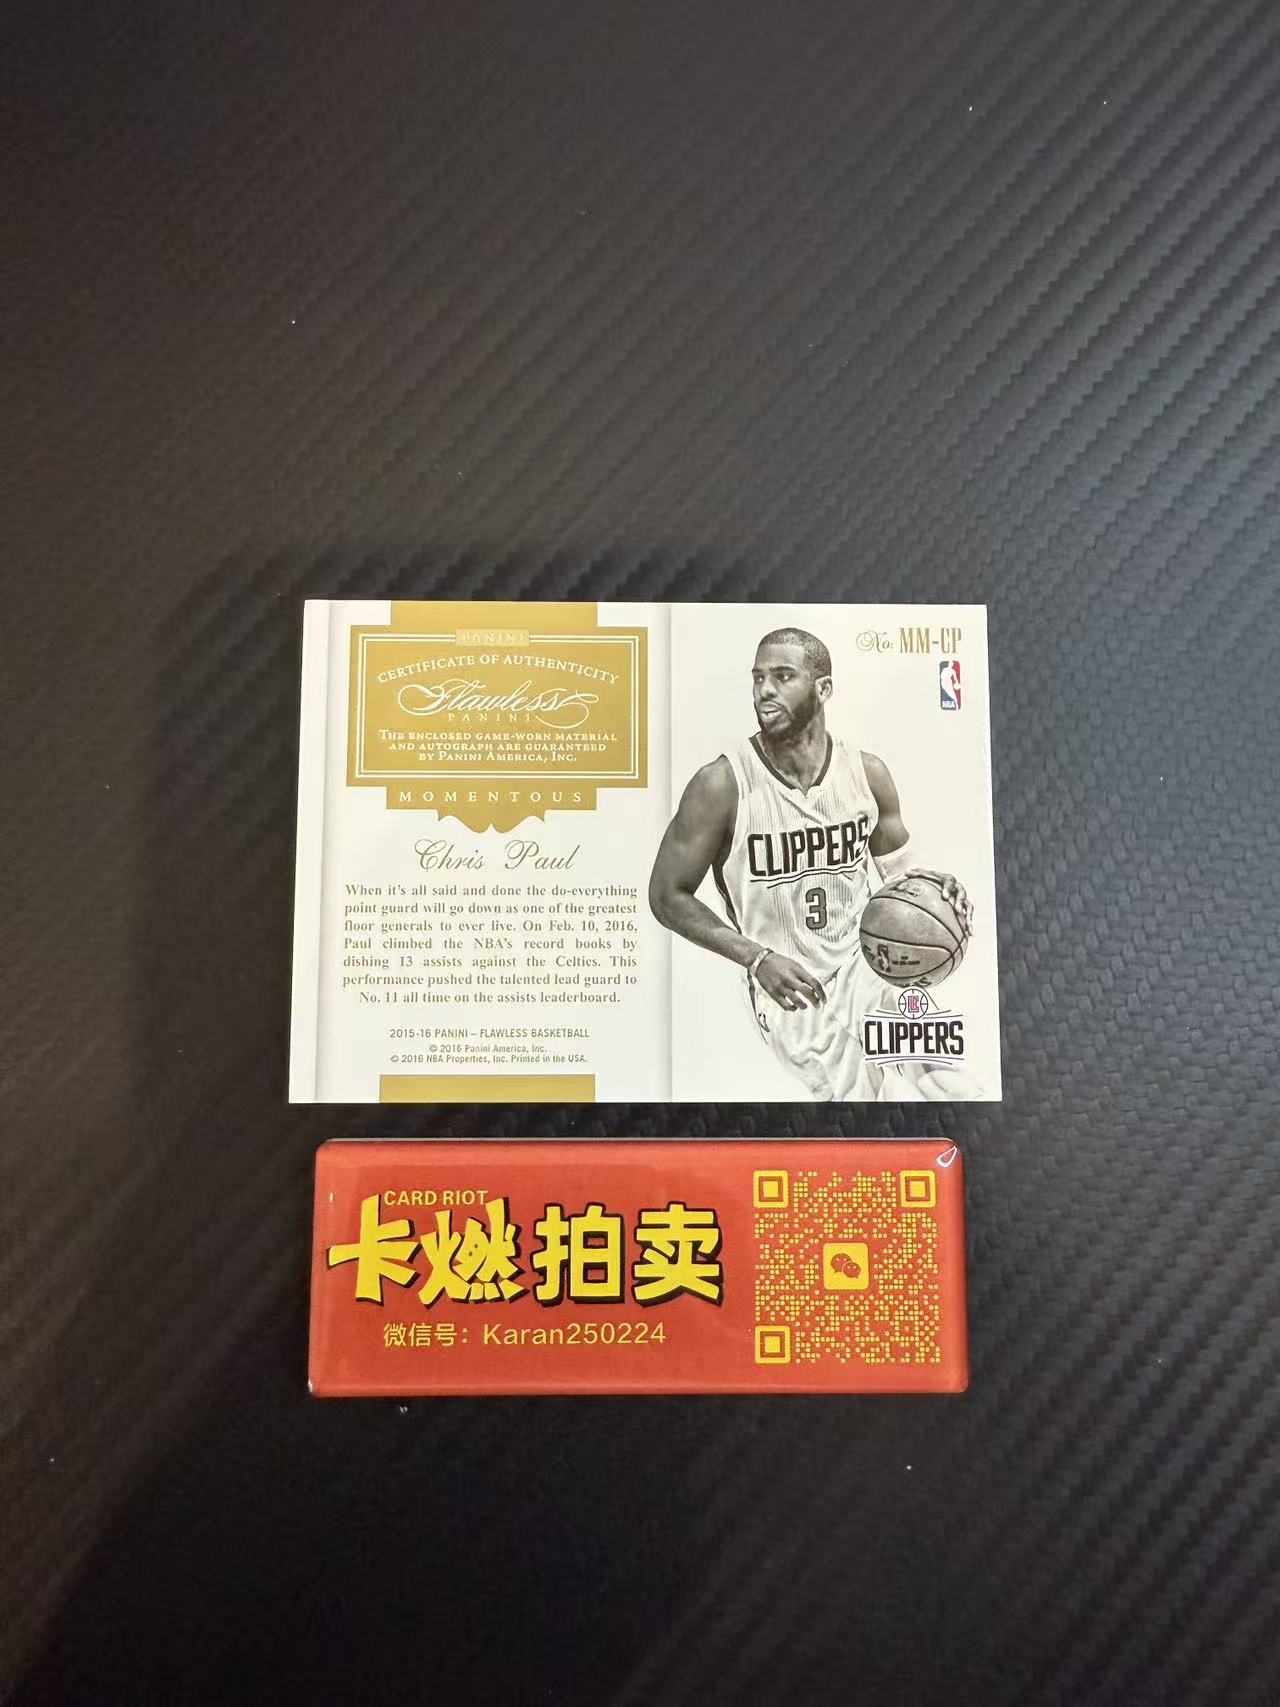 PANINI
CERTIFICATE OF AUTHENTICITY
Flawless
PANINI
THE ENCLOSED GAME-WORN MATERIAL
AND AUTOGRAPH ARE GUARANTEED
BY PANINI AMERICA, INC.
MOMENTOUS
Chris Paul
When it's all said and done the do-everything
point guard will go down as one of the greatest
floor generals to ever live. On Feb. 10, 2016,
Paul climbed the NBA's record books by
dishing 13 assists against the Celtics. This
performance pushed the talented lead guard to
No. 11 all time on the assists leaderboard.
2015-16 PANINI – FLAWLESS BASKETBALL
© 2016 Panini America, Inc.
© 2016 NBA Properties, Inc. Printed in the USA.
No. MM-CP
NBA
CLIPPERS
3
CLIPPERS
CARD RIOT
卡燃拍卖
微信号：Karan250224